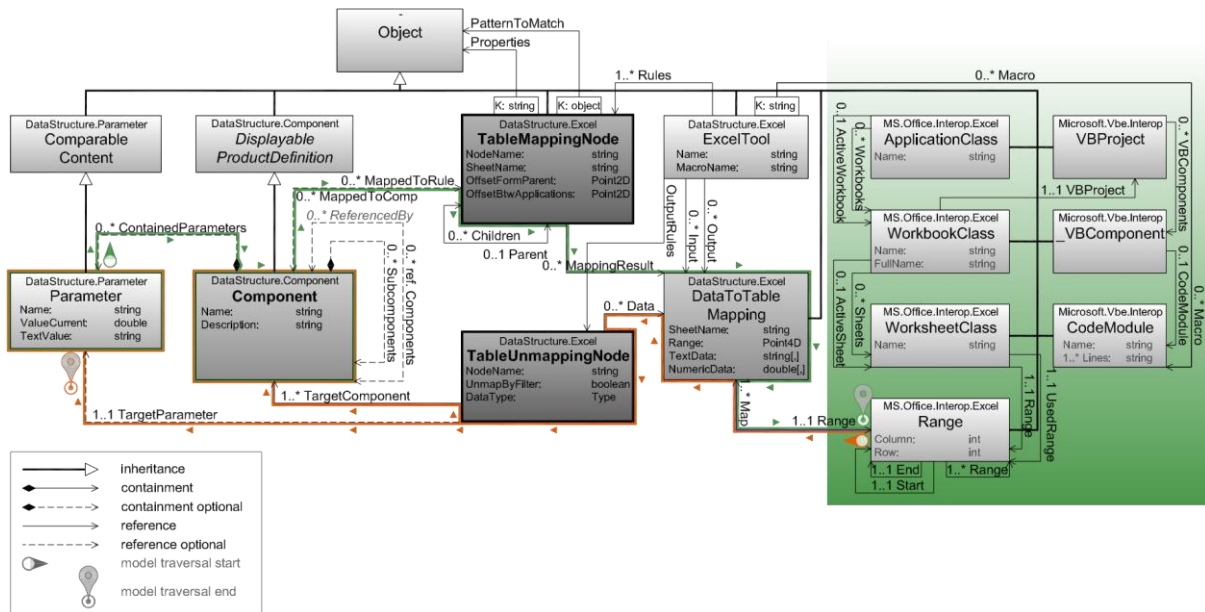 -
Object
PatternToMatch
Properties
1..* Rules
0..* Macro
K: string
K: object
K: string
DataStructure.Parameter
Comparable
Content
DataStructure.Component
Displayable
ProductDefinition
DataStructure.Excel
TableMappingNode
NodeName: string
SheetName: string
OffsetFormParent: Point2D
OffsetBtwApplications: Point2D
DataStructure.Excel
ExcelTool
Name: string
MacroName: string
MS.Office.Interop.Excel
ApplicationClass
Name: string
Microsoft.Vbe.Interop
VBProject
0..1 ActiveWorkbook
0..* Workbooks
1..1 VBProject
0..* VBComponents
0..* MappedToRule
0..* MappedToComp
0..* ReferencedBy
0..* ContainedParameters
0..* Children
0..1 Parent
OutputRules
0..* Input
0..* Output
0..* MappingResult
MS.Office.Interop.Excel
WorkbookClass
Name: string
FullName: string
Microsoft.Vbe.Interop
VBComponent
DataStructure.Parameter
Parameter
Name: string
ValueCurrent: double
TextValue: string
DataStructure.Component
Component
Name: string
Description: string
0..* Subcomponents
0..* ref. Components
0..* Data
DataStructure.Excel
DataToTable
Mapping
SheetName: string
Range: Point4D
TextData: string[,]
NumericData: double[,]
0..1 ActiveSheet
0..* Sheets
0..1 CodeModule
0..* Macro
MS.Office.Interop.Excel
WorksheetClass
Name: string
Microsoft.Vbe.Interop
CodeModule
Name: string
1..* Lines: string
DataStructure.Excel
TableUnmappingNode
NodeName: string
UnmapByFilter: boolean
DataType: Type
1..* TargetComponent
1..1 TargetParameter
1..* Map
1..1 Range
1..1 Range
1..1 UsedRange
MS.Office.Interop.Excel
Range
Column: int
Row: int
1..1 End
1..* Range
1..1 Start
inheritance
containment
containment optional
reference
reference optional
model traversal start
model traversal end